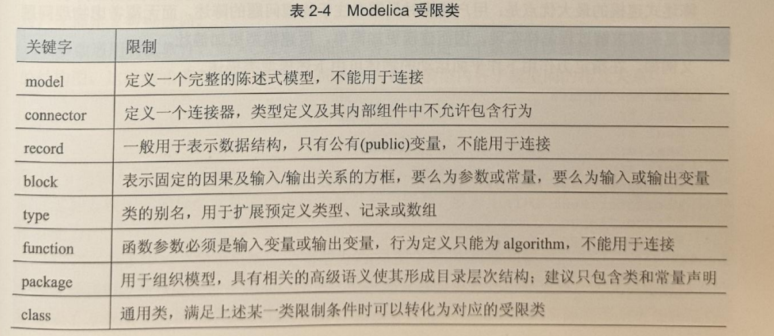 表 2-4 Modelica 受限类
关键字 限制
model 定义一个完整的陈述式模型，不能用于连接
connector 定义一个连接器，类型定义及其内部组件中不允许包含行为
record 一般用于表示数据结构，只有公有(public)变量，不能用于连接
block 表示固定的因果及输入/输出关系的方框，要么为参数或常量，要么为输入或输出变量
type 类的别名，用于扩展预定义类型、记录或数组
function 函数参数必须是输入变量或输出变量，行为定义只能为 algorithm，不能用于连接
package 用于组织模型，具有相关的高级语义使其形成目录层次结构；建议只包含类和常量声明
class 通用类，满足上述某一类限制条件时可以转化为对应的受限类